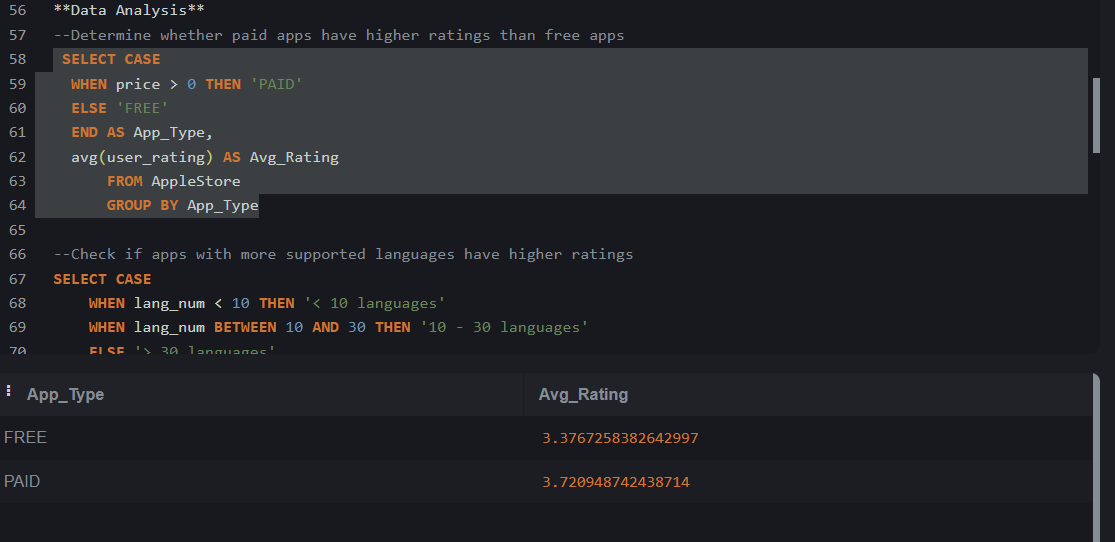 56 **Data Analysis**
57 --Determine whether paid apps have higher ratings than free apps
58 SELECT CASE
59 WHEN price > 0 THEN 'PAID'
60 ELSE 'FREE'
61 END AS App_Type,
62 avg(user_rating) AS Avg_Rating
63 FROM AppleStore
64 GROUP BY App_Type
65
66 --Check if apps with more supported languages have higher ratings
67 SELECT CASE
68 WHEN lang_num < 10 THEN '< 10 languages'
69 WHEN lang_num BETWEEN 10 AND 30 THEN '10 - 30 languages'
70 ELSE '> 30 languages'
App_Type Avg_Rating
FREE 3.3767258382642997
PAID 3.720948742438714